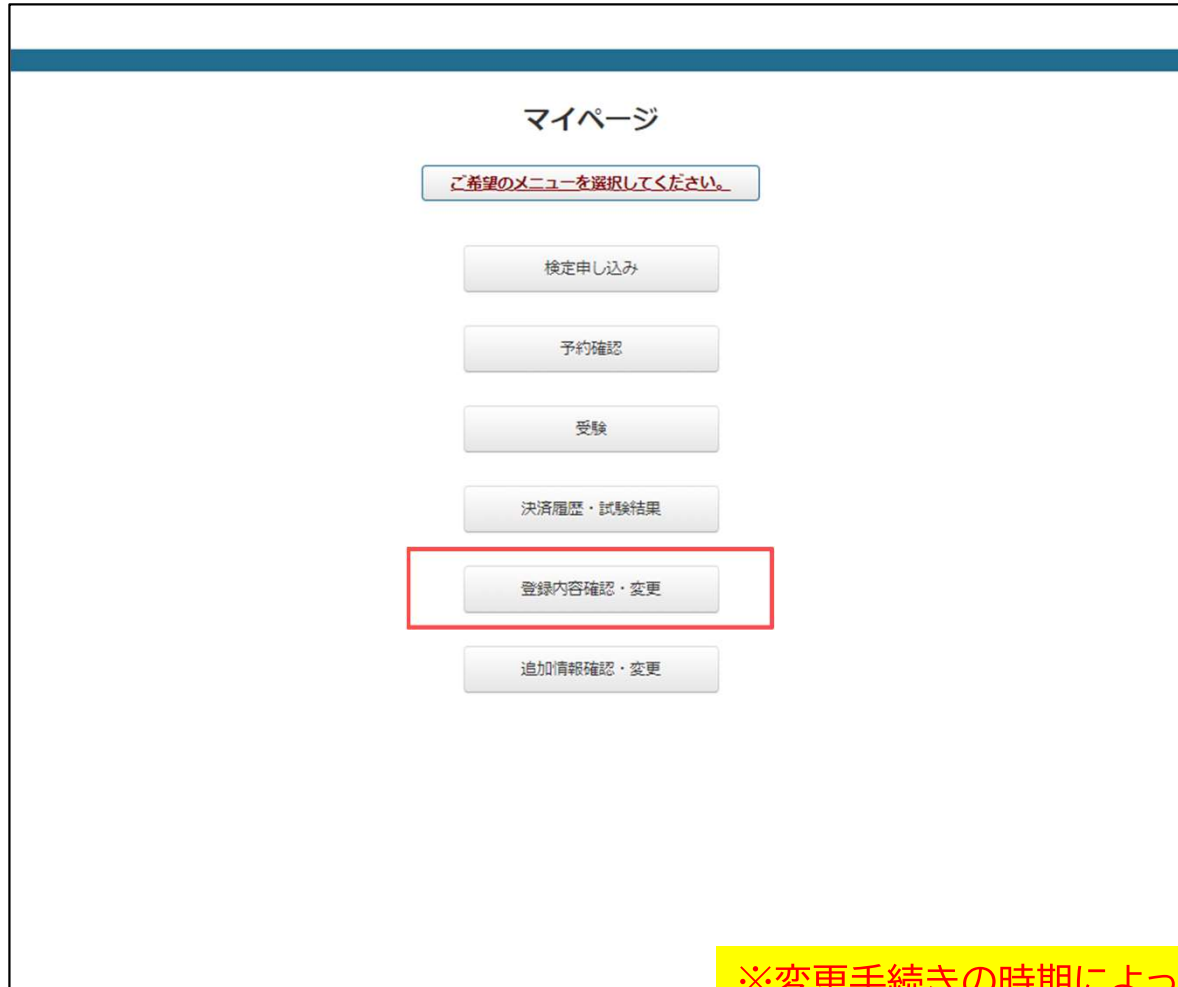 マイページ
ご希望のメニューを選択してください。
検定申し込み
予約確認
受験
決済履歴・試験結果
登録内容確認・変更
追加情報確認・変更
※変更手続きの時期によっ